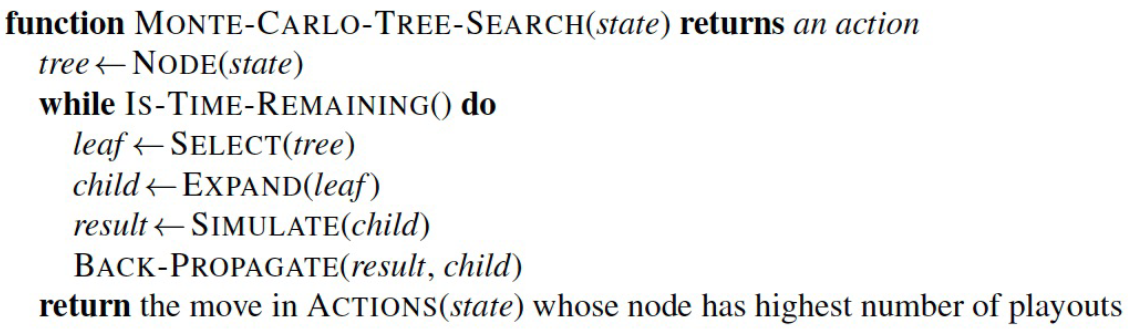 function MONTE-CARLO-TREE-SEARCH(state) returns an action
tree ← NODE(state)
while IS-TIME-REMAINING() do
leaf ← SELECT(tree)
child ← EXPAND(leaf)
result ← SIMULATE(child)
BACK-PROPAGATE(result, child)
return the move in ACTIONS(state) whose node has highest number of playouts